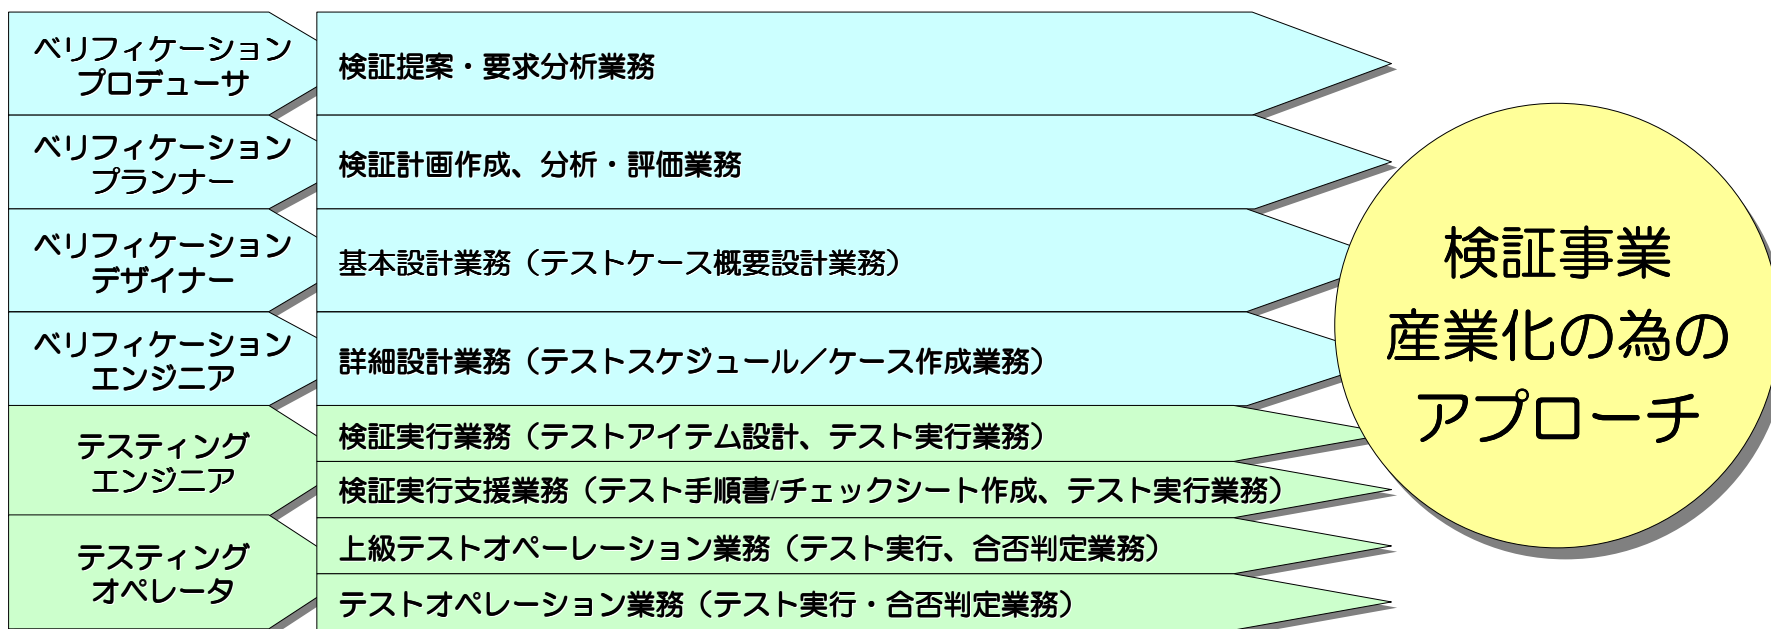 ベリフィケーション
プロデューサ
検証提案・要求分析業務
ベリフィケーション
プランナー
検証計画作成、分析・評価業務
ベリフィケーション
デザイナー
基本設計業務（テストケース概要設計業務）
ベリフィケーション
エンジニア
詳細設計業務（テストスケジュール／ケース作成業務）
テスティング
エンジニア
検証実行業務（テストアイテム設計、テスト実行業務）
検証実行支援業務（テスト手順書/チェックシート作成、テスト実行業務）
テスティング
オペレータ
上級テストオペーレーション業務（テスト実行、合否判定業務）
テストオペレーション業務（テスト実行・合否判定業務）
検証事業
産業化の為の
アプローチ